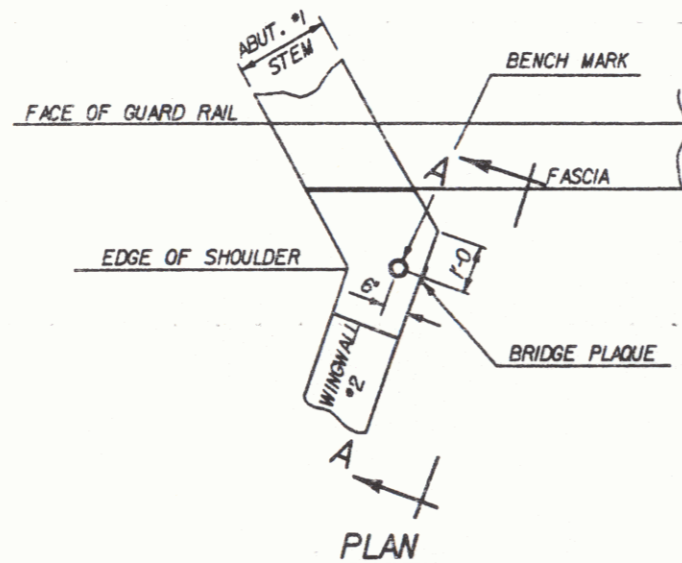 ABUT. #1
STEM
BENCH MARK
FACE OF GUARD RAIL
A
FASCIA
EDGE OF SHOULDER
1'-0
BRIDGE PLAQUE
WINGWALL
#2
A
PLAN